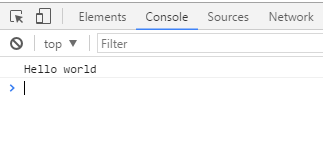 Elements Console Sources Network
top ▼ Filter
Hello world
>